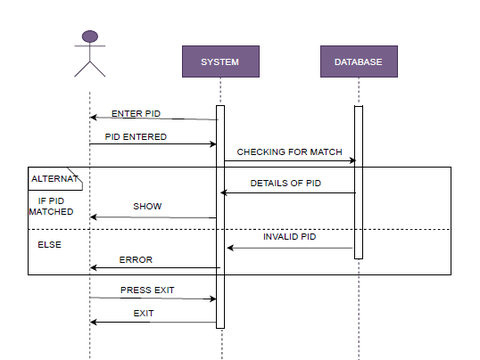 SYSTEM
DATABASE
ENTER PID
PID ENTERED
CHECKING FOR MATCH
ALTERNAT
DETAILS OF PID
IF PID
MATCHED
SHOW
ELSE
INVALID PID
ERROR
PRESS EXIT
EXIT